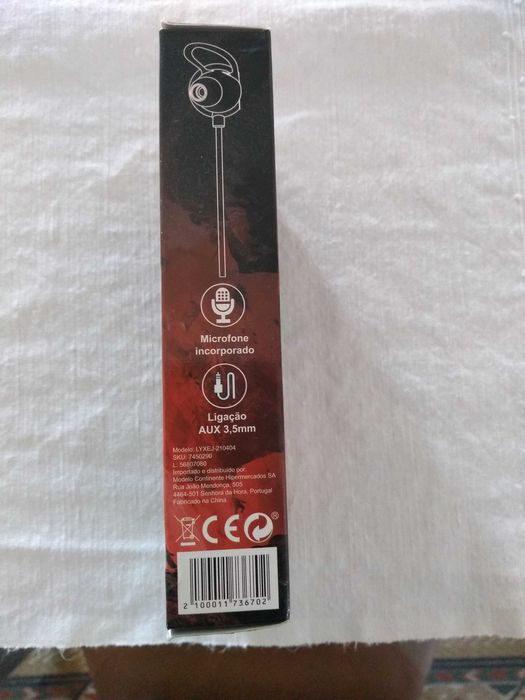 Microfone
incorporado
Ligação
AUX 3,5mm
Modelo: LYXEJ-210404
SKU: 7450290
L: 56807080
Importado e distribuído por:
Modelo Continente Hipermercados SA
Rua João Mendonça, 505
4464-501 Senhora da Hora, Portugal
Fabricado na China
CE ®
2 100011 736702